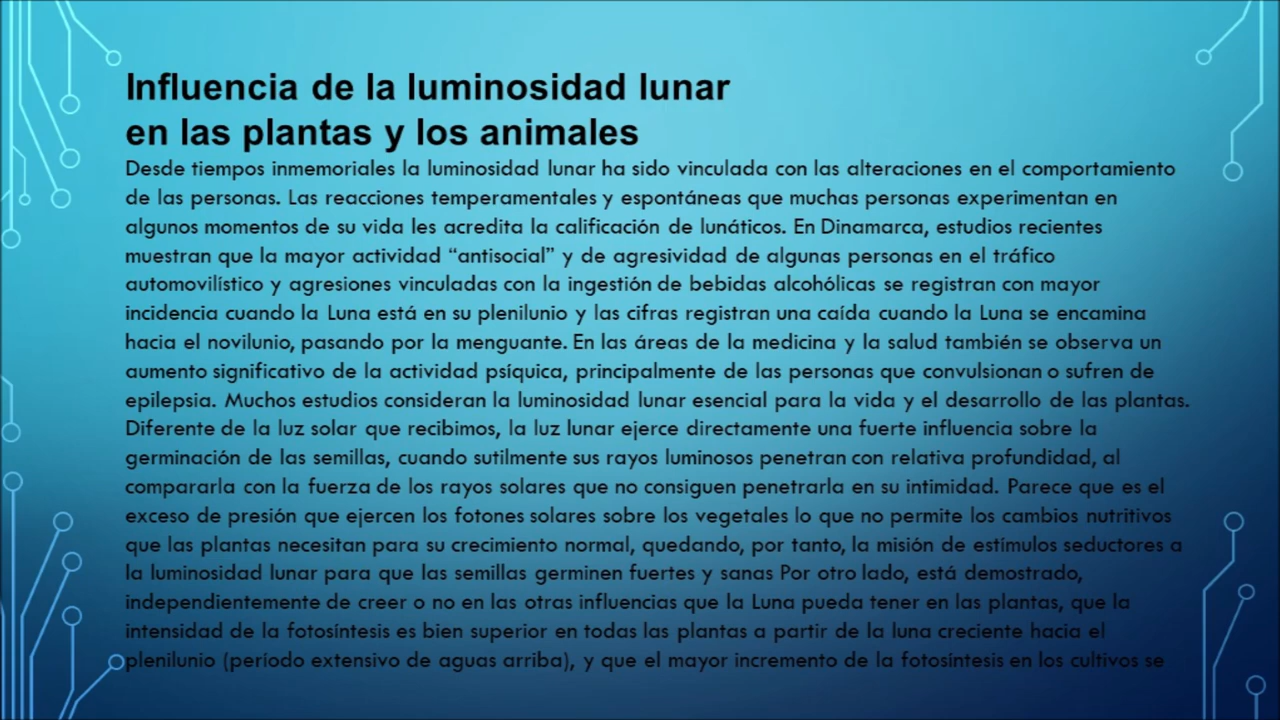 Influencia de la luminosidad lunar
en las plantas y los animales
Desde tiempos inmemoriales la luminosidad lunar ha sido vinculada con las alteraciones en el comportamiento
de las personas. Las reacciones temperamentales y espontáneas que muchas personas experimentan en
algunos momentos de su vida les acredita la calificación de lunáticos. En Dinamarca, estudios recientes
muestran que la mayor actividad “antisocial” y de agresividad de algunas personas en el tráfico
automovilístico y agresiones vinculadas con la ingestión de bebidas alcohólicas se registran con mayor
incidencia cuando la Luna está en su plenilunio y las cifras registran una caída cuando la Luna se encamina
hacia el novilunio, pasando por la menguante. En las áreas de la medicina y la salud también se observa un
aumento significativo de la actividad psíquica, principalmente de las personas que convulsionan o sufren de
epilepsia. Muchos estudios consideran la luminosidad lunar esencial para la vida y el desarrollo de las plantas.
Diferente de la luz solar que recibimos, la luz lunar ejerce directamente una fuerte influencia sobre la
germinación de las semillas, cuando sutilmente sus rayos luminosos penetran con relativa profundidad, al
compararla con la fuerza de los rayos solares que no consiguen penetrarla en su intimidad. Parece que es el
exceso de presión que ejercen los fotones solares sobre los vegetales lo que no permite los cambios nutritivos
que las plantas necesitan para su crecimiento normal, quedando, por tanto, la misión de estímulos seductores a
la luminosidad lunar para que las semillas germinen fuertes y sanas Por otro lado, está demostrado,
independientemente de creer o no en las otras influencias que la Luna pueda tener en las plantas, que la
intensidad de la fotosíntesis es bien superior en todas las plantas a partir de la luna creciente hacia el
plenilunio (período extensivo de aguas arriba), y que el mayor incremento de la fotosíntesis en los cultivos se